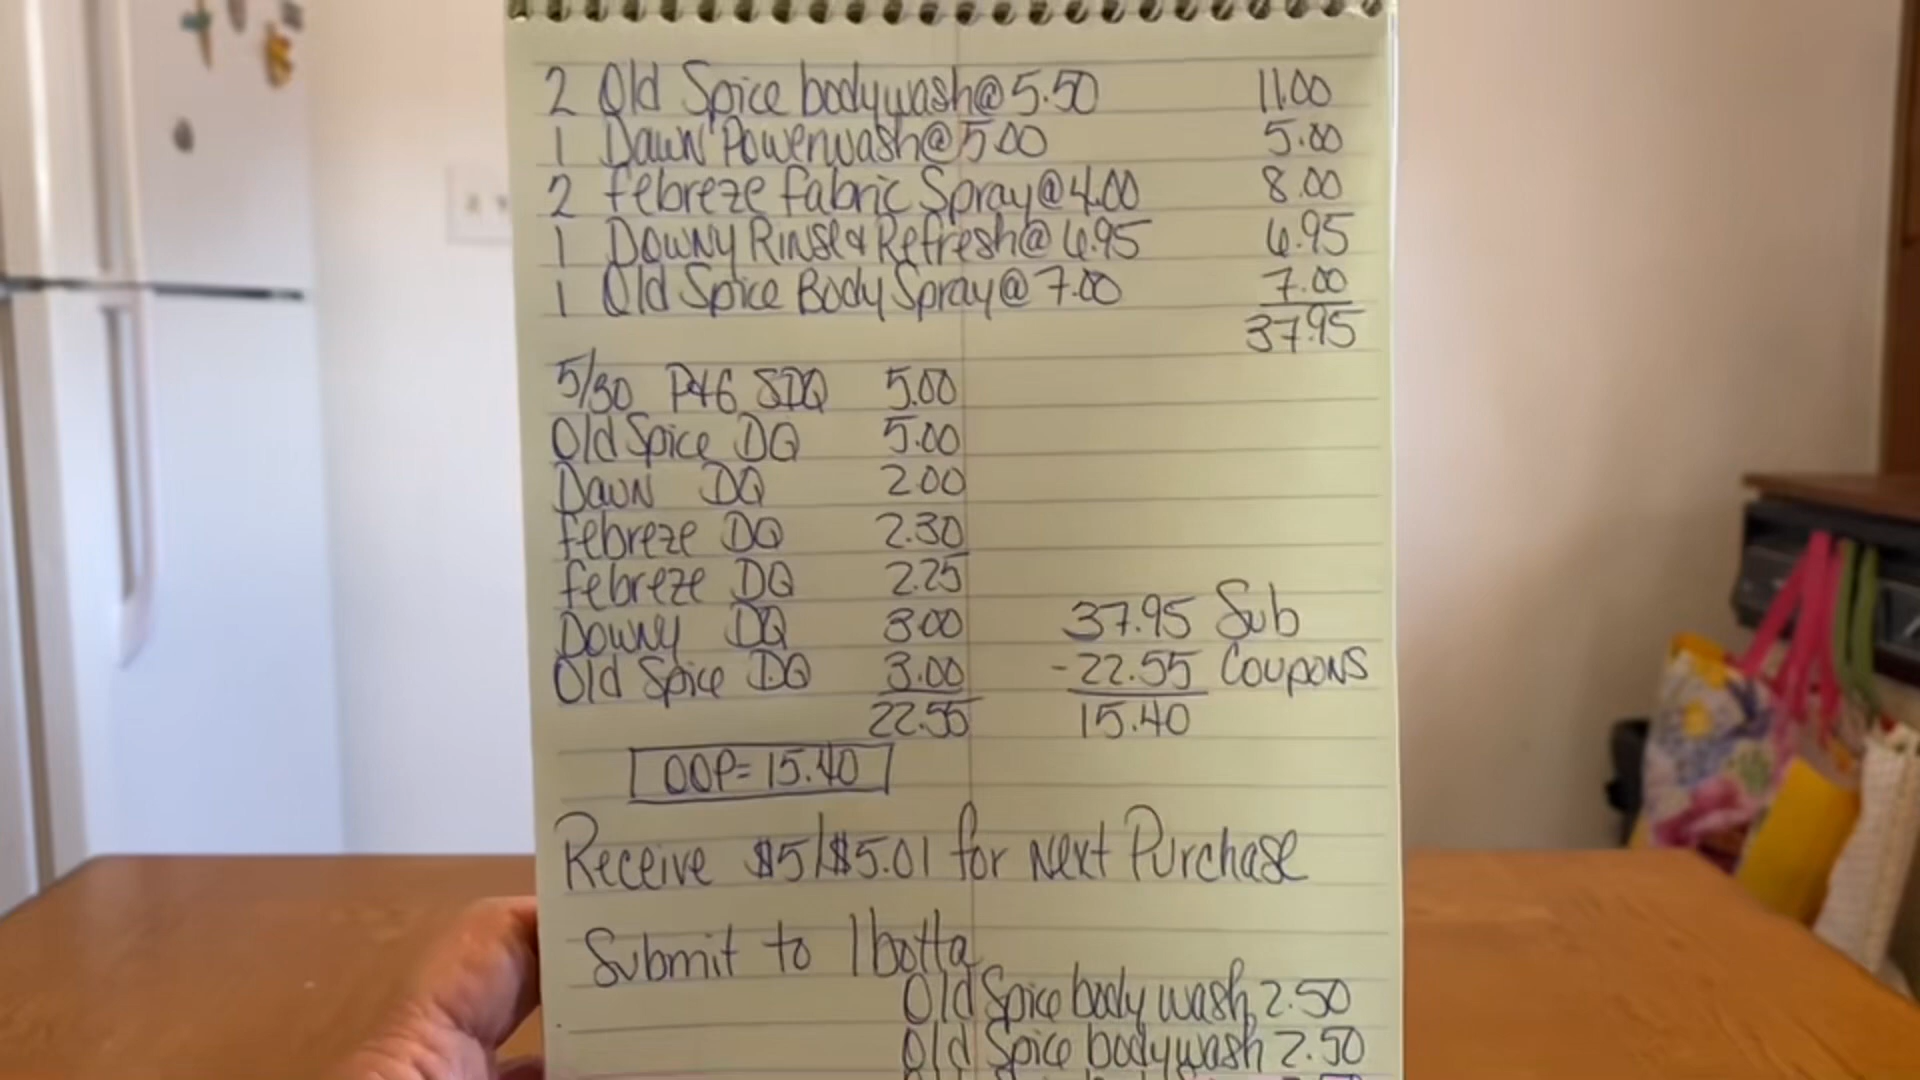 2 Old Spice bodywash@5.50 11.00
1 Dawn Powerwash@5.00 5.00
2 febreze fabric Spray@4.00 8.00
1 Downy Rinse & Refresh@6.95 6.95
1 Old Spice Body Spray@7.00 7.00
37.95
5/30 P&G SDQ 5.00
Old Spice DQ 5.00
Dawn DQ 2.00
febreze DQ 2.30
febreze DQ 2.25
Downy DQ 3.00 37.95 Sub
Old Spice DQ 3.00 -22.55 Coupons
22.55 15.40
OOP=15.40
Receive $5/$5.01 for Next Purchase
Submit to Ibotta
Old Spice body wash 2.50
Old Spice bodywash 2.50